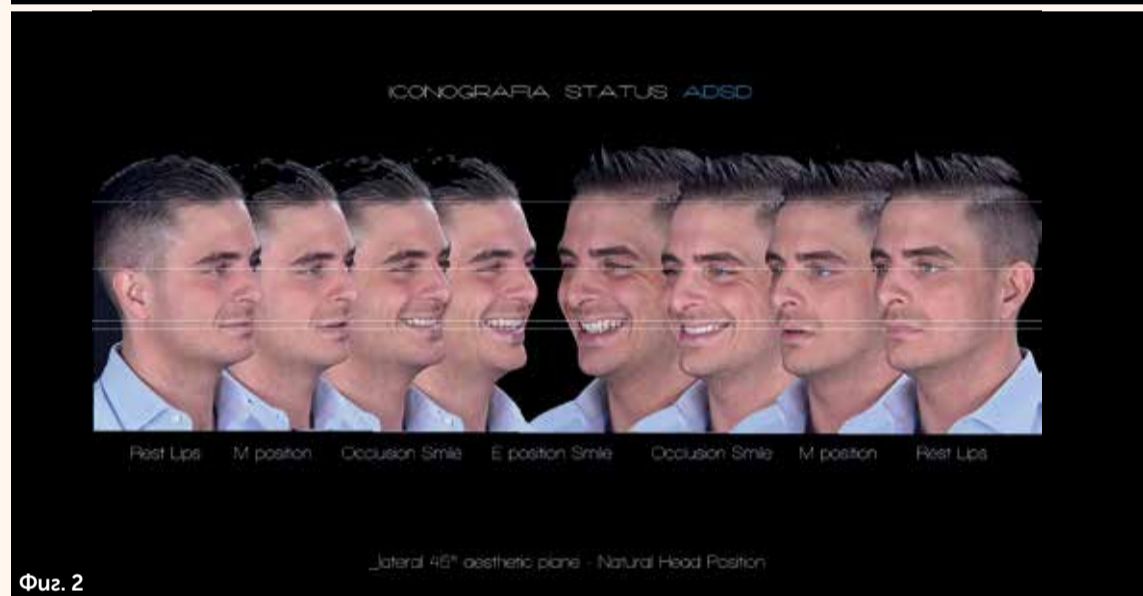 ICONOGRAFIA STATUS ADSD
Rest Lips M position Occlusion Smile E position Smile Occlusion Smile M position Rest Lips
_lateral 45° aesthetic plane - Natural Head Position
Фиг. 2